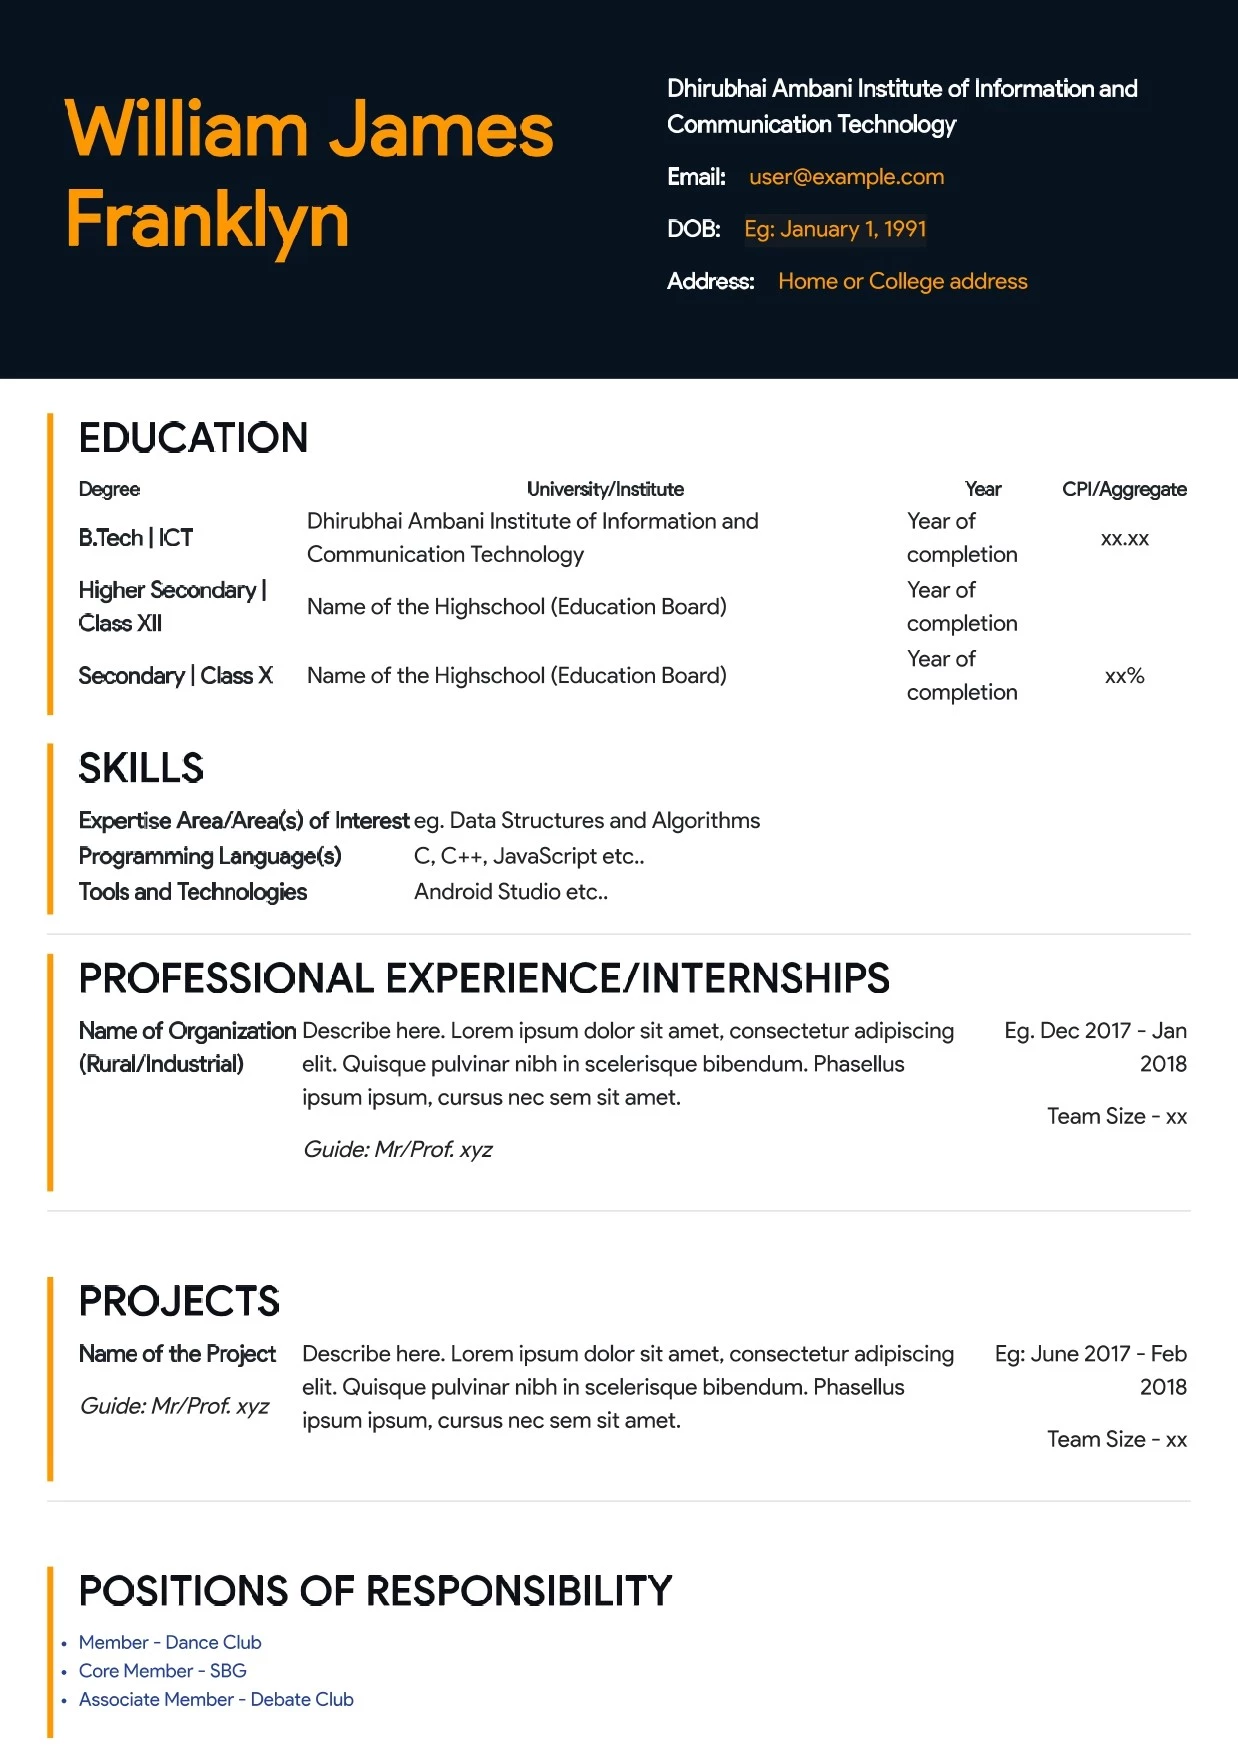 William James
Franklyn
Dhirubhai Ambani Institute of Information and
Communication Technology
Email: user@example.com
DOB: Eg: January 1, 1991
Address: Home or College address
EDUCATION
Degree University/Institute Year CPI/Aggregate
B.Tech | ICT Dhirubhai Ambani Institute of Information and
Communication Technology Year of
completion xx.xx
Higher Secondary |
Class XII Name of the Highschool (Education Board) Year of
completion
Secondary | Class X Name of the Highschool (Education Board) Year of
completion xx%
SKILLS
Expertise Area/Area(s) of Interest eg. Data Structures and Algorithms
Programming Language(s) C, C++, JavaScript etc..
Tools and Technologies Android Studio etc..
PROFESSIONAL EXPERIENCE/INTERNSHIPS
Name of Organization
(Rural/Industrial)
Describe here. Lorem ipsum dolor sit amet, consectetur adipiscing
elit. Quisque pulvinar nibh in scelerisque bibendum. Phasellus
ipsum ipsum, cursus nec sem sit amet.
Guide: Mr/Prof. xyz
Eg. Dec 2017 - Jan
2018
Team Size - xx
PROJECTS
Name of the Project
Guide: Mr/Prof. xyz
Describe here. Lorem ipsum dolor sit amet, consectetur adipiscing
elit. Quisque pulvinar nibh in scelerisque bibendum. Phasellus
ipsum ipsum, cursus nec sem sit amet.
Eg: June 2017 - Feb
2018
Team Size - xx
POSITIONS OF RESPONSIBILITY
• Member - Dance Club
• Core Member - SBG
• Associate Member - Debate Club